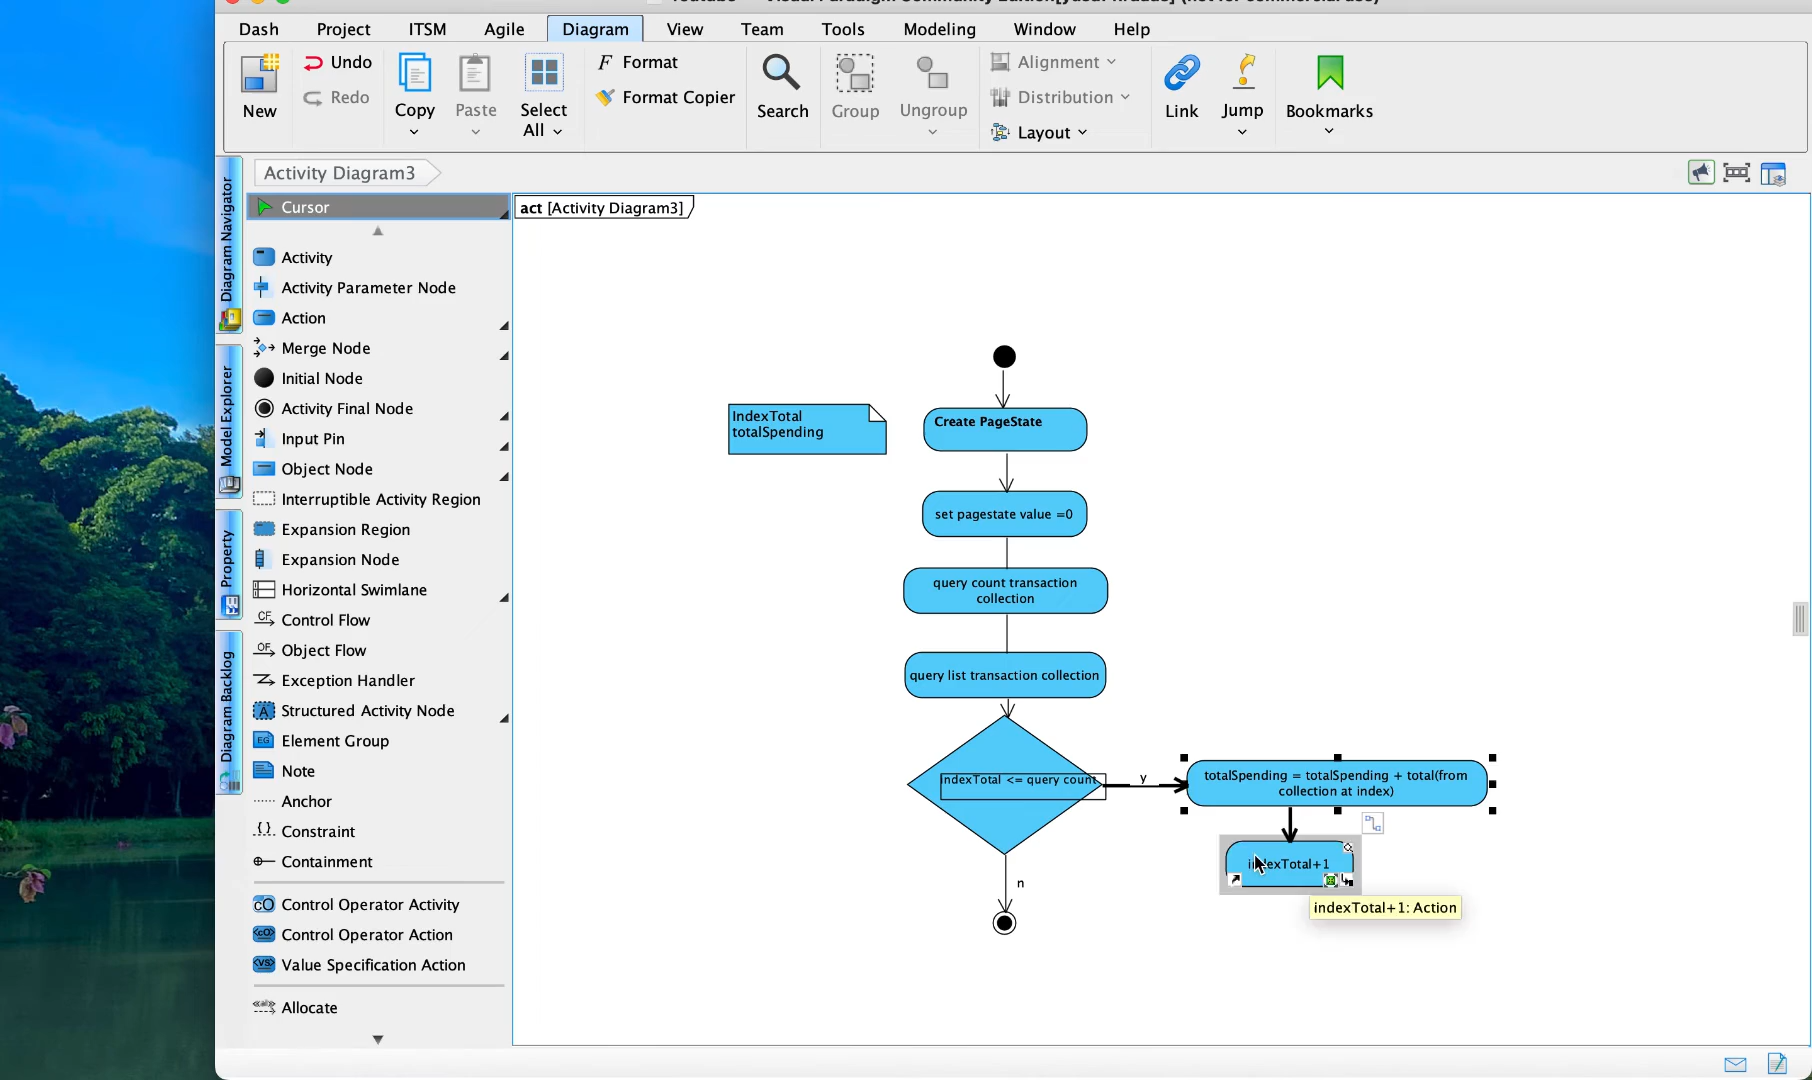 Dash Project ITSM Agile Diagram View Team Tools Modeling Window Help
New
Undo
Redo
Copy
Paste
Select
All
Format
Format Copier
Search
Group
Ungroup
Alignment
Distribution
Layout
Link
Jump
Bookmarks
Activity Diagram3
Diagram Navigator
Model Explorer
Property
Diagram Backlog
Cursor
Activity
Activity Parameter Node
Action
Merge Node
Initial Node
Activity Final Node
Input Pin
Object Node
Interruptible Activity Region
Expansion Region
Expansion Node
Horizontal Swimlane
CF Control Flow
OF Object Flow
Exception Handler
A Structured Activity Node
EG Element Group
Note
Anchor
Constraint
Containment
cO Control Operator Activity
«cO» Control Operator Action
«VS» Value Specification Action
Allocate
act [Activity Diagram3]
IndexTotal
totalSpending
Create PageState
set pagestate value =0
query count transaction
collection
query list transaction collection
indexTotal <= query count
y
n
totalSpending = totalSpending + total(from
collection at index)
indexTotal+1: Action